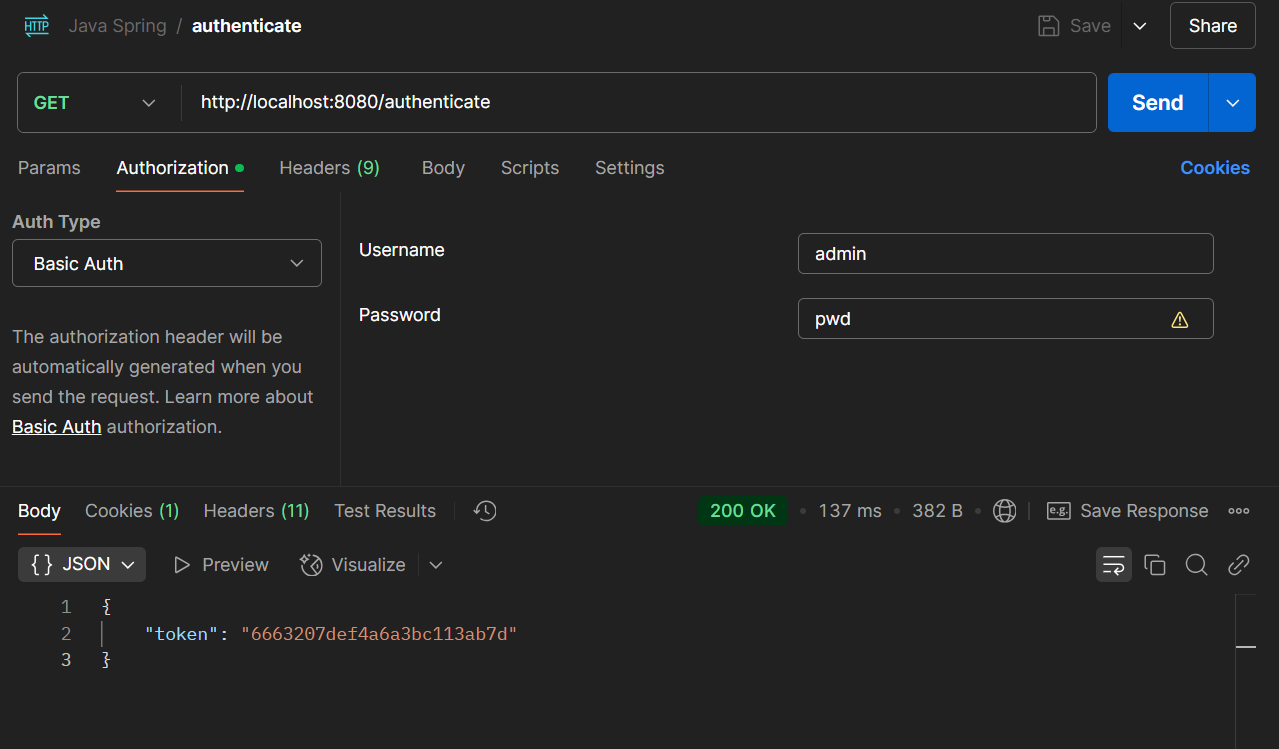 HTTP Java Spring / authenticate Save Share
GET http://localhost:8080/authenticate Send
Params Authorization Headers (9) Body Scripts Settings Cookies
Auth Type
Basic Auth
The authorization header will be
automatically generated when you
send the request. Learn more about
Basic Auth authorization.
Username admin
Password pwd
Body Cookies (1) Headers (11) Test Results 200 OK • 137 ms • 382 B • e.g. Save Response
{} JSON Preview Visualize
1 {
2 "token": "6663207def4a6a3bc113ab7d"
3 }